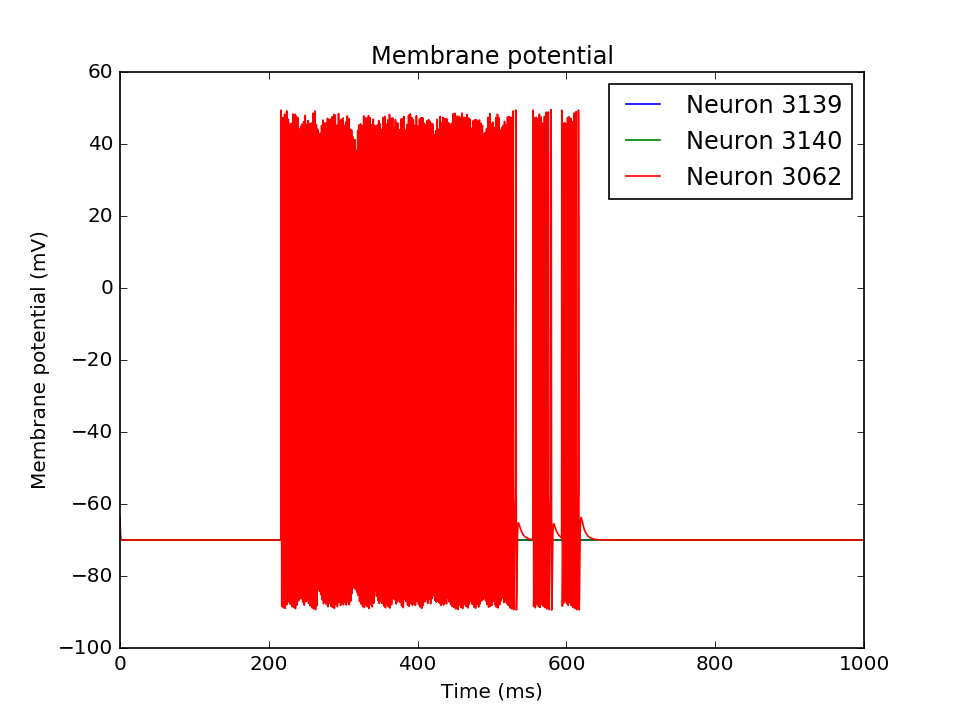 Membrane potential
60
40
20
0
−20
−40
−60
−80
−100
Membrane potential (mV)
Neuron 3139
Neuron 3140
Neuron 3062
0 200 400 600 800 1000
Time (ms)